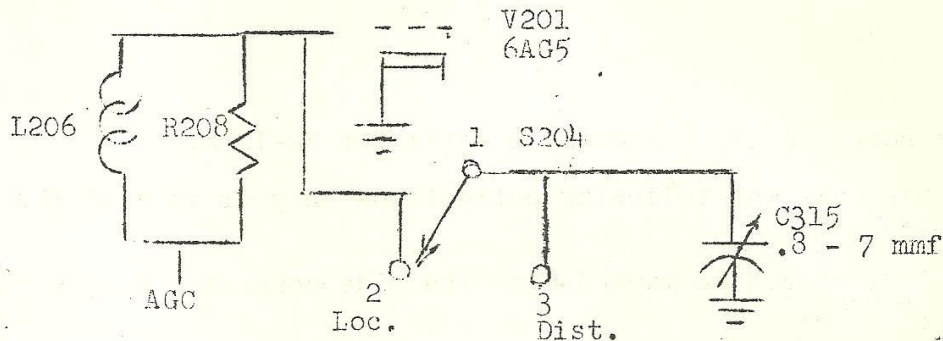 V201
6AG5
L206
R208
1 S204
C315
.8 - 7 mmf
AGC
2
Loc.
3
Dist.